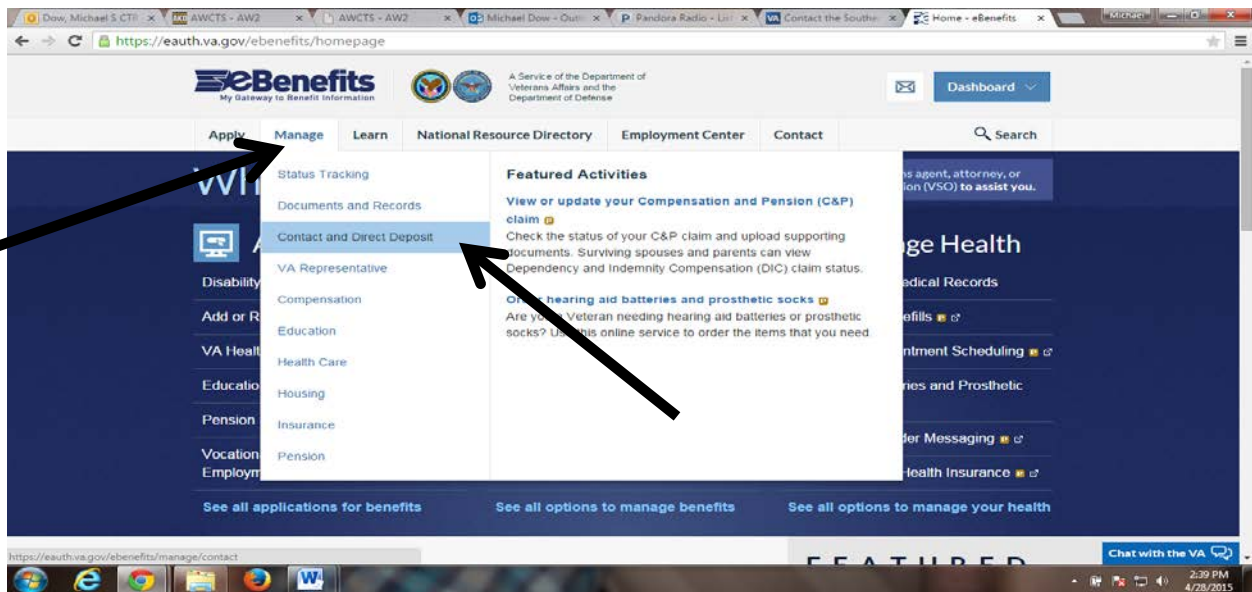 Dow, Michael S CTR
AWCTS - AW2
AWCTS - AW2
Michael Dow - Outl
Pandora Radio - List
Contact the Southe
Home - eBenefits
Michael
https://eauth.va.gov/ebenefits/homepage
eBenefits
My Gateway to Benefit Information
A Service of the Department of
Veterans Affairs and the
Department of Defense
Dashboard
Apply Manage Learn National Resource Directory Employment Center Contact Search
Wh
Status Tracking
Documents and Records
Contact and Direct Deposit
VA Representative
Compensation
Education
Health Care
Housing
Insurance
Pension
Featured Activities
View or update your Compensation and Pension (C&P)
claim
Check the status of your C&P claim and upload supporting
documents. Surviving spouses and parents can view
Dependency and Indemnity Compensation (DIC) claim status.
Order hearing aid batteries and prosthetic socks
Are you a Veteran needing hearing aid batteries or prosthetic
socks? Use this online service to order the items that you need.
ns agent, attorney, or
ion (VSO) to assist you.
A
Disability
Add or R
VA Healt
Educatio
Pension
Vocation
Employm
ge Health
edical Records
efills
ntment Scheduling
ries and Prosthetic
der Messaging
Health Insurance
See all applications for benefits
See all options to manage benefits
See all options to manage your health
https://eauth.va.gov/ebenefits/manage/contact
FEATURED
Chat with the VA
2:39 PM
4/28/2015